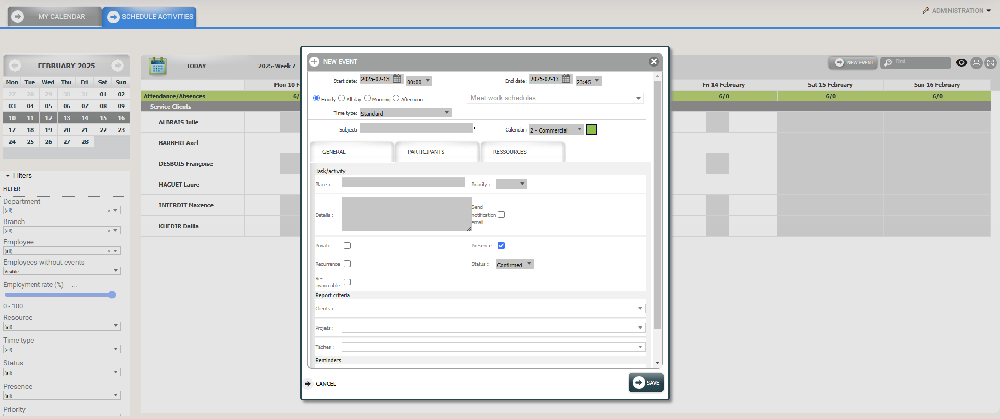 MY CALENDAR
SCHEDULE ACTIVITIES
ADMINISTRATION
FEBRUARY 2025
Mon Tue Wed Thu Fri Sat Sun
27 28 29 30 31 01 02
03 04 05 06 07 08 09
10 11 12 13 14 15 16
17 18 19 20 21 22 23
24 25 26 27 28
Filters
FILTER
Department
(all) ×
Branch
(all) ×
Employee
(all) ×
Employees without events
Visible
Employment rate (%) ...
0 - 100
Resource
(all)
Time type
(all)
Status
(all)
Presence
(all)
Priority
TODAY
2025-Week 7
NEW EVENT
Find
Mon 10 F
Fri 14 February
Sat 15 February
Sun 16 February
Attendance/Absences
6/
6/0
6/0
6/0
- Service Clients
ALBRAIS Julie
BARBERI Axel
DESBOIS Françoise
HAGUET Laure
INTERDIT Maxence
KHEDIR Dalila
NEW EVENT
Start date: 2025-02-13 00:00
End date: 2025-02-13 23:45
Hourly All day Morning Afternoon
Meet work schedules
Time type: Standard
Subject: *
Calendar: 2 - Commercial
GENERAL
PARTICIPANTS
RESSOURCES
Task/activity
Place :
Priority :
Details :
Send
notification
email
Private
Presence
Recurrence
Status : Confirmed
Re-
invoiceable
Report criteria
Clients :
Projets :
Tâches :
Reminders
CANCEL
SAVE